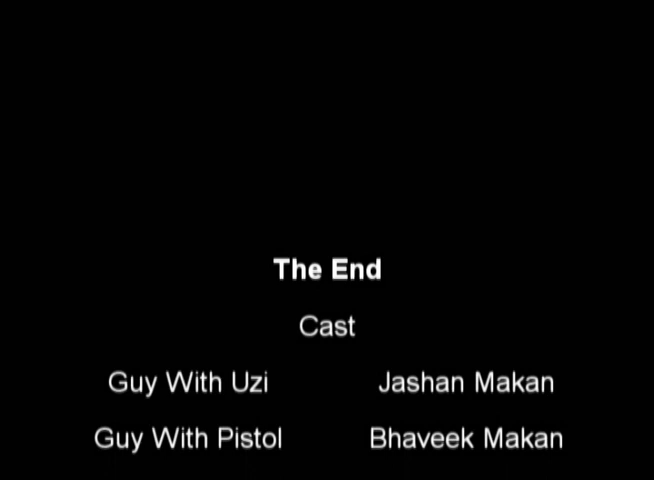 The End
Cast
Guy With Uzi Jashan Makan
Guy With Pistol Bhaveek Makan